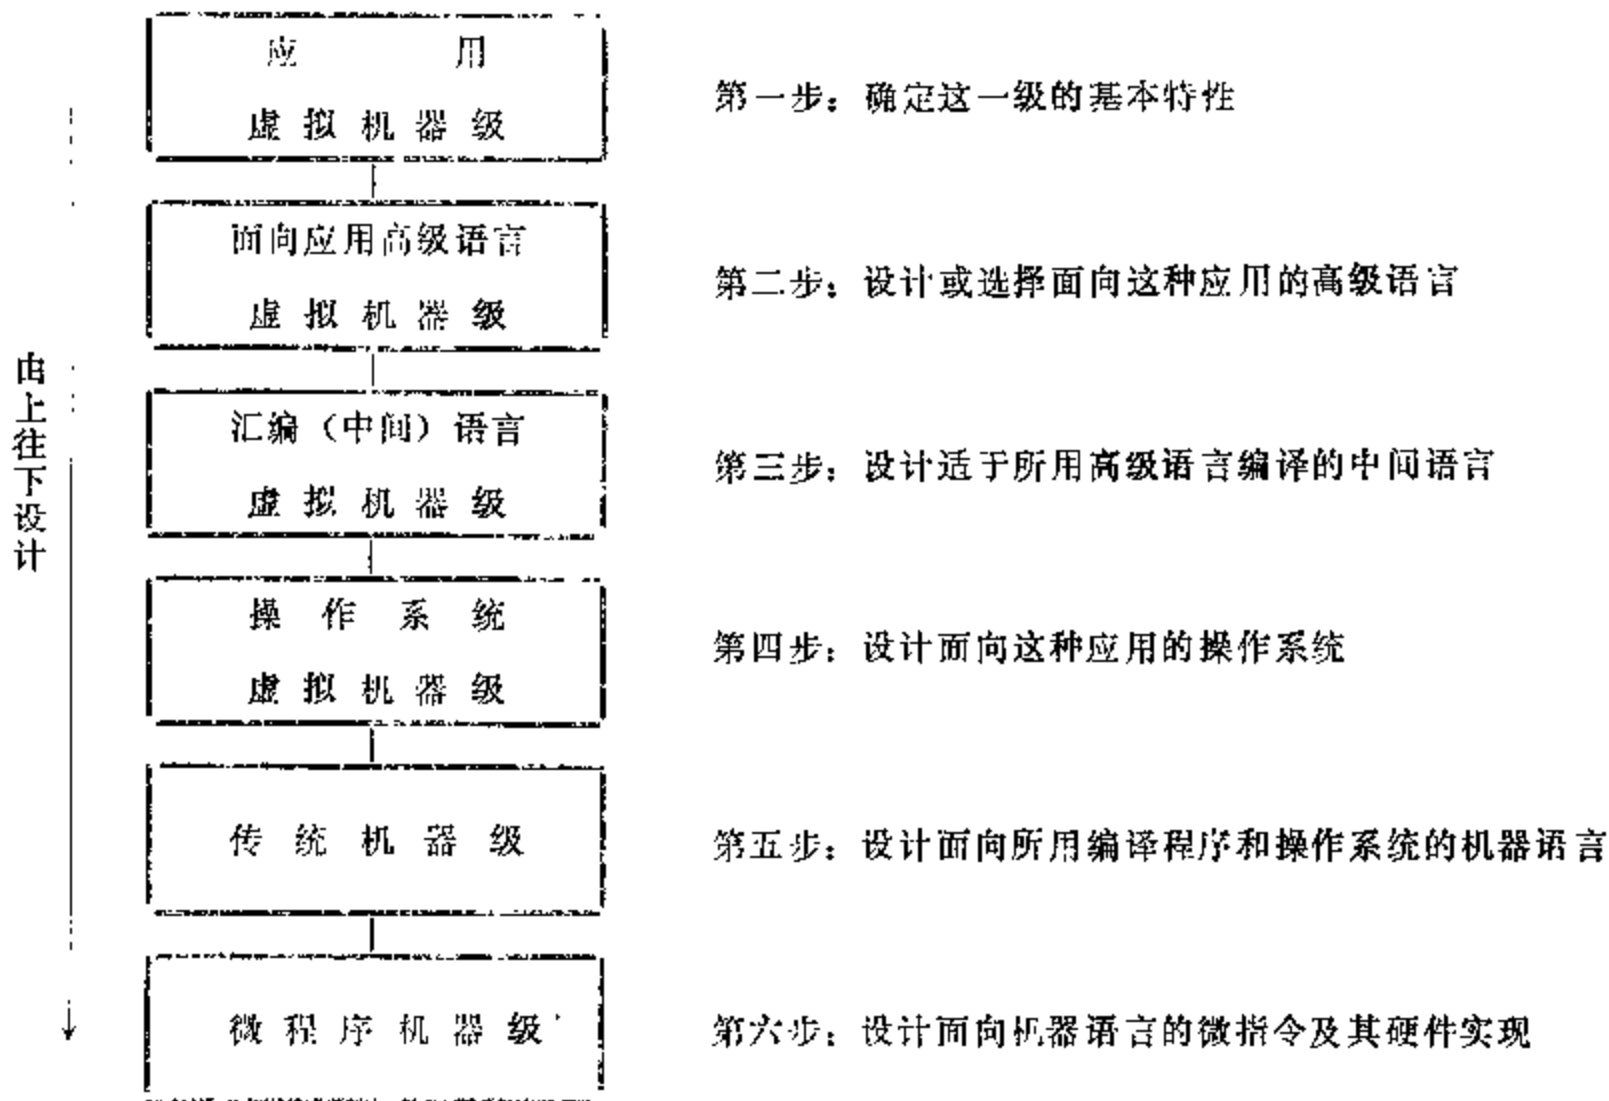 应用
虚拟机器级
第一步：确定这一级的基本特性
面向应用高级语言
虚拟机器级
第二步：设计或选择面向这种应用的高级语言
汇编（中间）语言
虚拟机器级
第三步：设计适于所用高级语言编译的中间语言
操作系统
虚拟机器级
第四步：设计面向这种应用的操作系统
传统机器级
第五步：设计面向所用编译程序和操作系统的机器语言
微程序机器级
第六步：设计面向机器语言的微指令及其硬件实现
由上往下设计